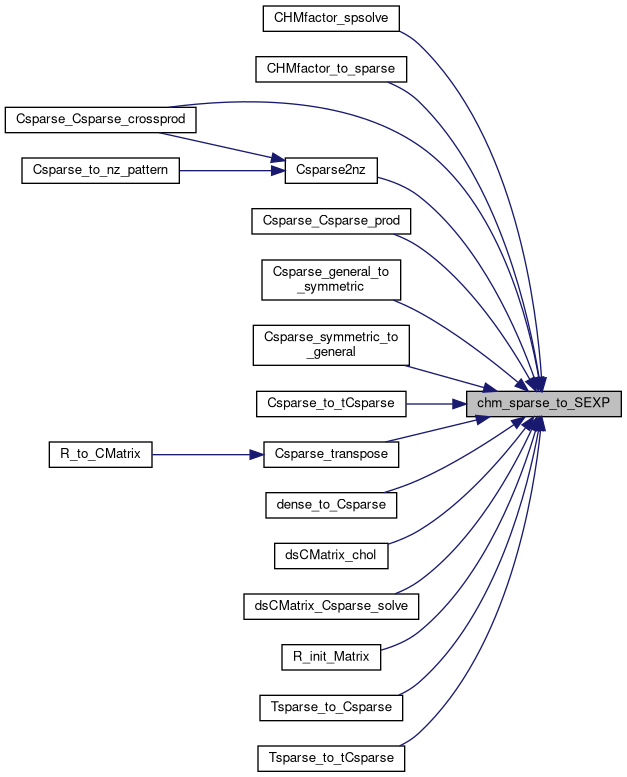 CHMfactor_spsolve
CHMfactor_to_sparse
Csparse_Csparse_crossprod
Csparse_to_nz_pattern
Csparse2nz
Csparse_Csparse_prod
Csparse_general_to
_symmetric
Csparse_symmetric_to
_general
Csparse_to_tCsparse
chm_sparse_to_SEXP
R_to_CMatrix
Csparse_transpose
dense_to_Csparse
dsCMatrix_chol
dsCMatrix_Csparse_solve
R_init_Matrix
Tsparse_to_Csparse
Tsparse_to_tCsparse